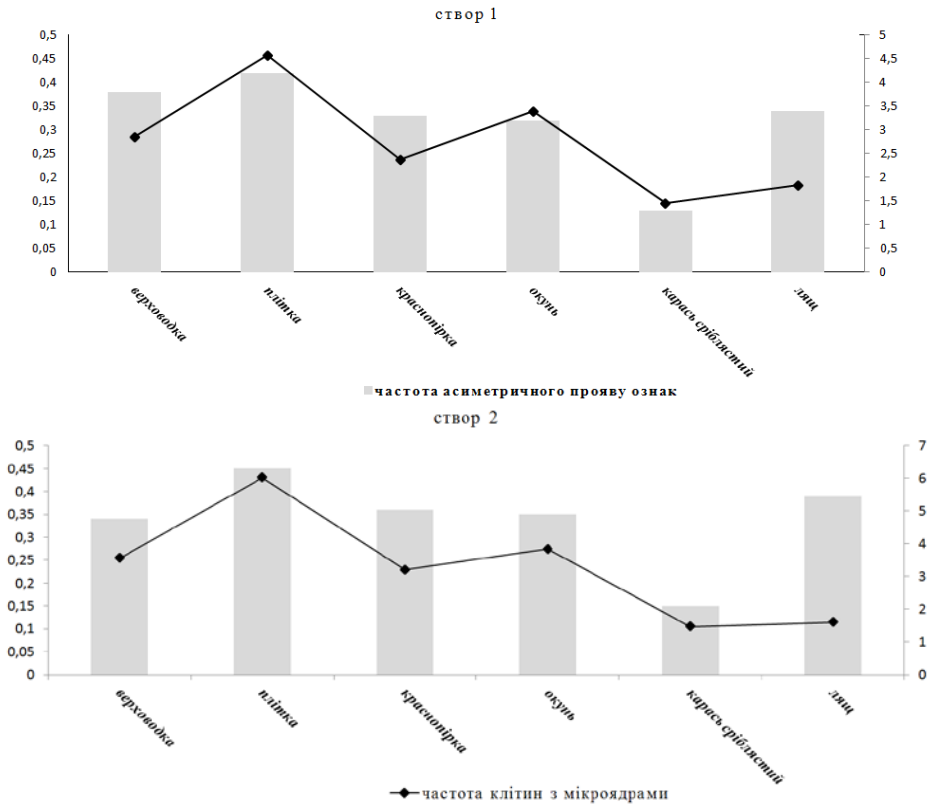 створ 1
0,5
0,45
0,4
0,35
0,3
0,25
0,2
0,15
0,1
0,05
0
5
4,5
4
3,5
3
2,5
2
1,5
1
0,5
0
верховодка
плітка
краснопірка
окунь
карась сріблястий
лящ
частота асиметричного прояву ознак
створ 2
0,5
0,45
0,4
0,35
0,3
0,25
0,2
0,15
0,1
0,05
0
7
6
5
4
3
2
1
0
верховодка
плітка
краснопірка
окунь
карась сріблястий
лящ
частота клітин з мікроядрами